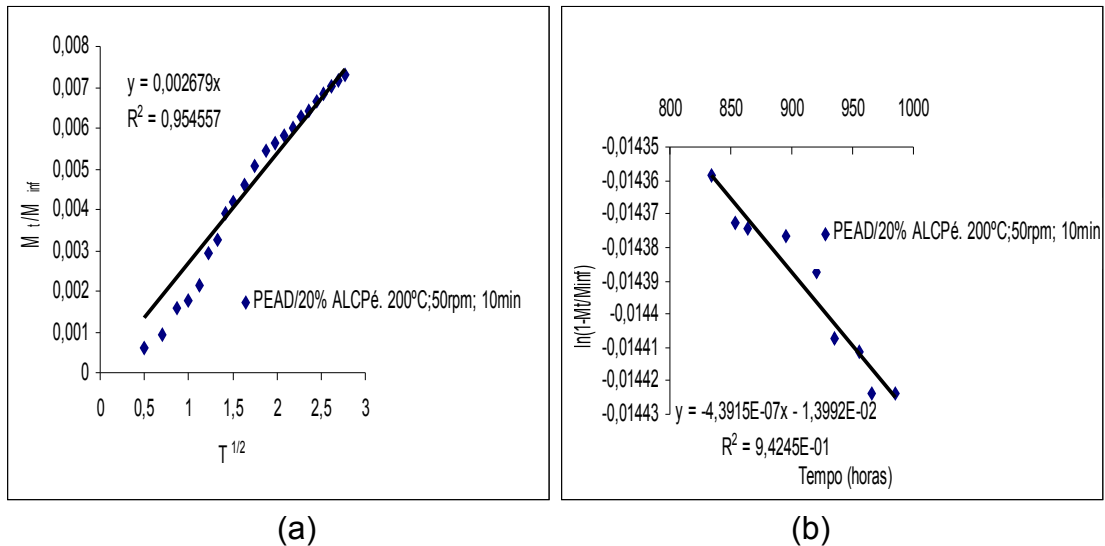 0,008
0,007
0,006
0,005
0,004
0,003
0,002
0,001
0
y = 0,002679x
R² = 0,954557
M t/M inf
PEAD/20% ALCPé. 200ºC;50rpm; 10min
0 0,5 1 1,5 2 2,5 3
T 1/2
(a)
800 850 900 950 1000
-0,01435
-0,01436
-0,01437
-0,01438
-0,01439
-0,0144
-0,01441
-0,01442
-0,01443
ln(1-Mt/Minf)
PEAD/20% ALCPé. 200ºC;50rpm; 10min
y = -4,3915E-07x - 1,3992E-02
R² = 9,4245E-01
Tempo (horas)
(b)